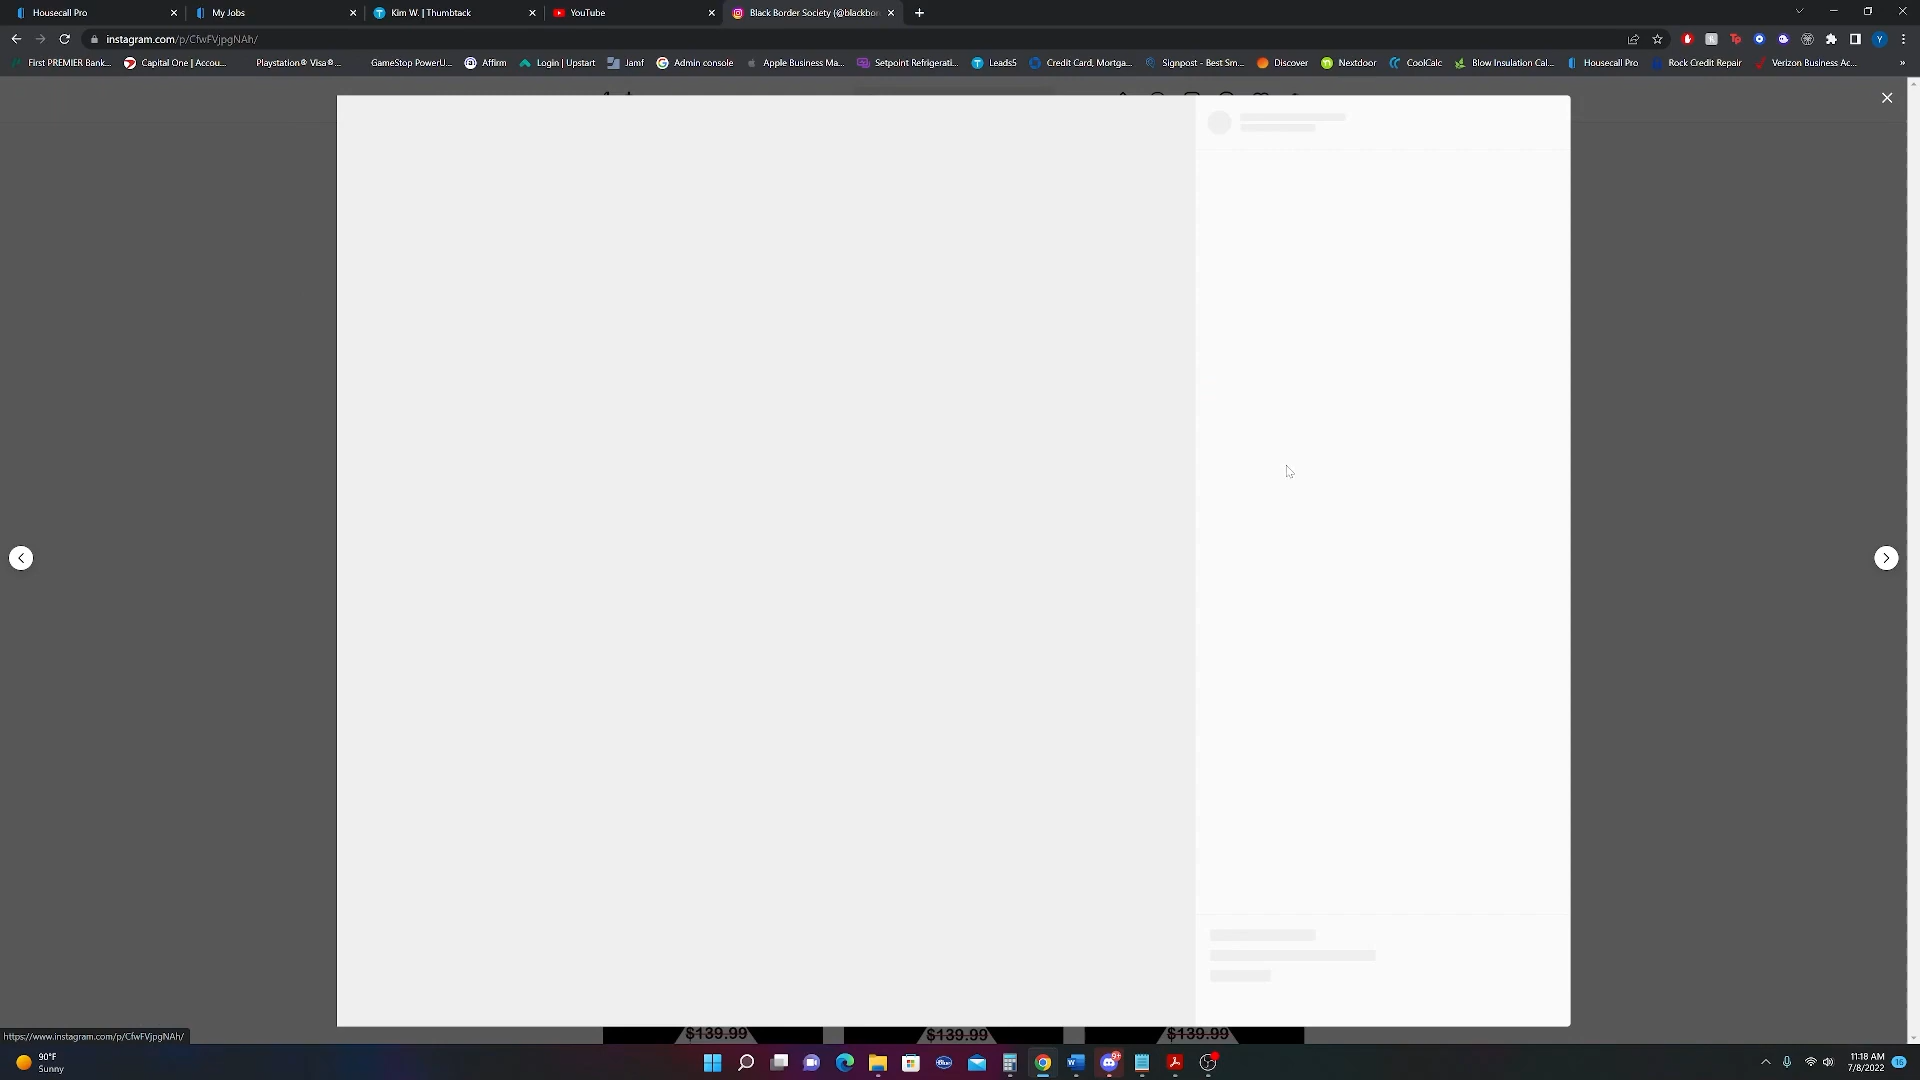 Housecall Pro
My Jobs
Kim W. | Thumbtack
YouTube
Black Border Society (@blackbor
instagram.com/p/CfwFVjpgNAh/
First PREMIER Bank...
Capital One | Accou...
Playstation® Visa®...
GameStop PowerU...
Affirm
Login | Upstart
Jamf
Admin console
Apple Business Ma...
Setpoint Refrigerati...
Leads5
Credit Card, Mortga...
Signpost - Best Sm...
Discover
Nextdoor
CoolCalc
Blow Insulation Cal...
Housecall Pro
Rock Credit Repair
Verizon Business Ac...
»
$139.99
$139.99
$139.99
https://www.instagram.com/p/CfwFVjpgNAh/
90°F
Sunny
9+
11:18 AM
7/8/2022
16